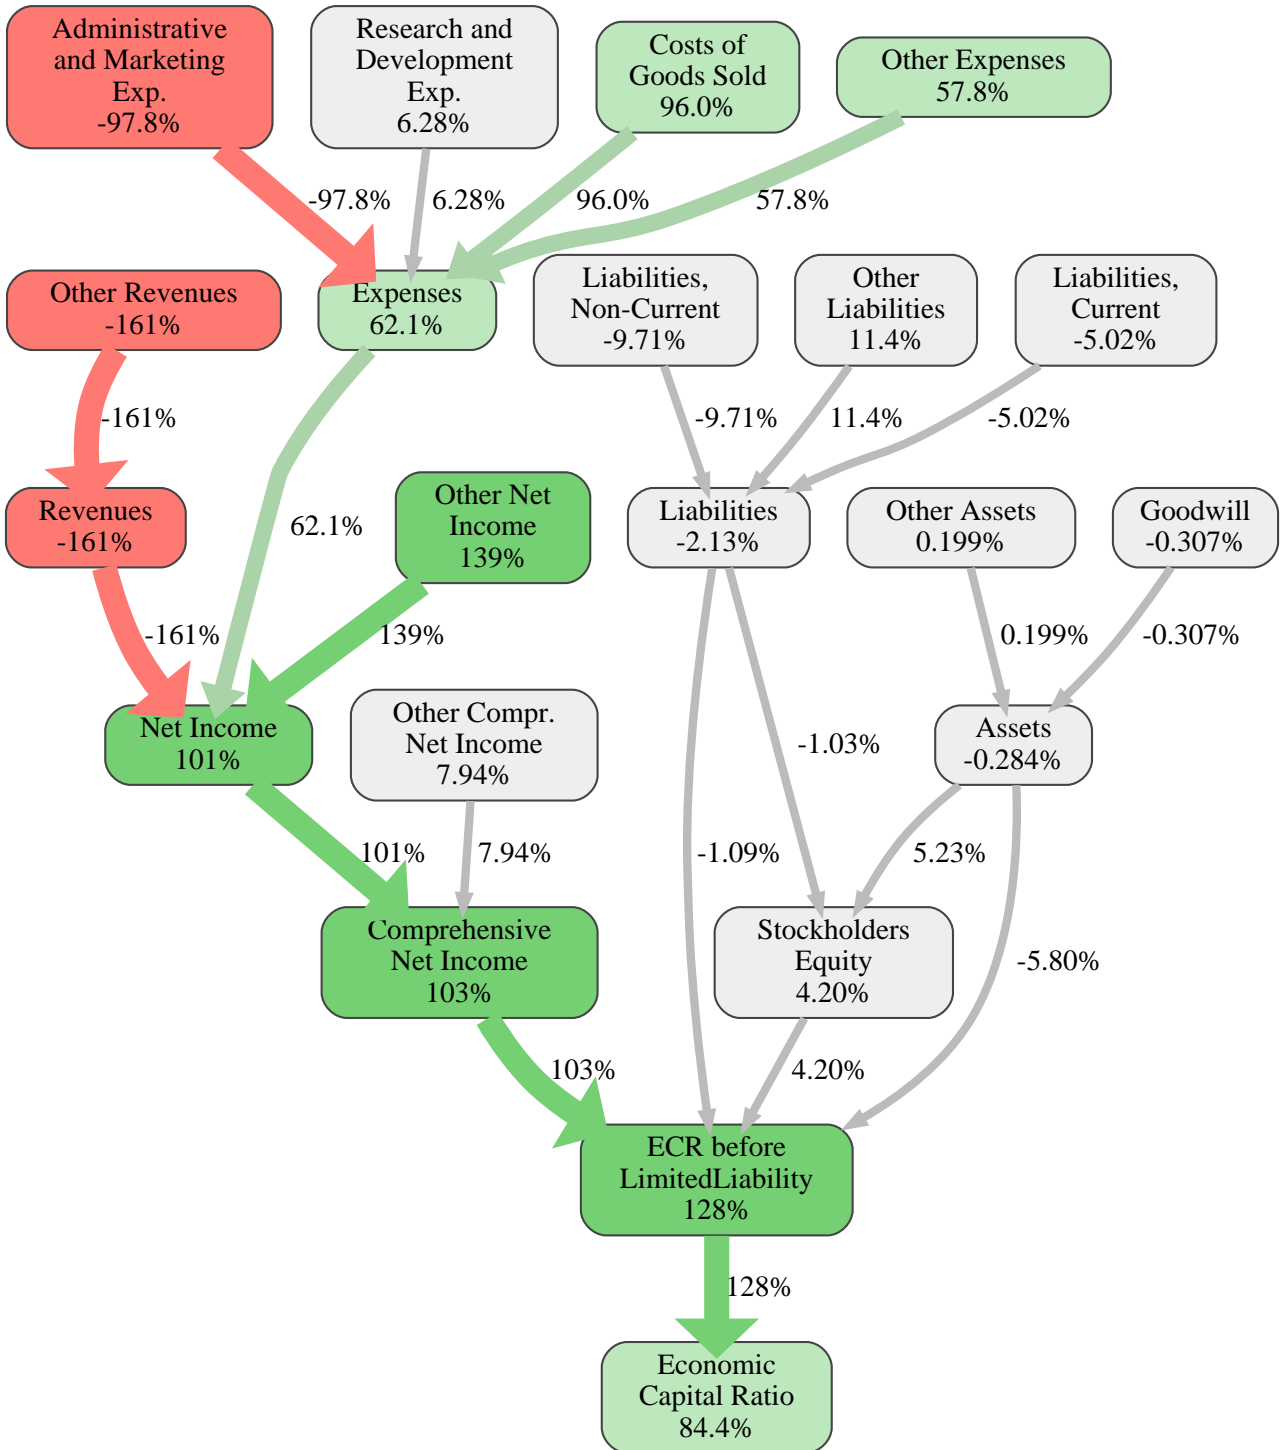 Administrative
and Marketing
Exp.
-97.8%
Research and
Development
Exp.
6.28%
Costs of
Goods Sold
96.0%
Other Expenses
57.8%
-97.8%
6.28%
96.0%
57.8%
Other Revenues
-161%
Expenses
62.1%
Liabilities,
Non-Current
-9.71%
Other
Liabilities
11.4%
Liabilities,
Current
-5.02%
-161%
-9.71%
11.4%
-5.02%
Revenues
-161%
62.1%
Other Net
Income
139%
Liabilities
-2.13%
Other Assets
0.199%
Goodwill
-0.307%
-161%
139%
0.199%
-0.307%
Net Income
101%
Other Compr.
Net Income
7.94%
-1.03%
Assets
-0.284%
101%
7.94%
-1.09%
5.23%
Comprehensive
Net Income
103%
Stockholders
Equity
4.20%
-5.80%
103%
4.20%
ECR before
LimitedLiability
128%
128%
Economic
Capital Ratio
84.4%